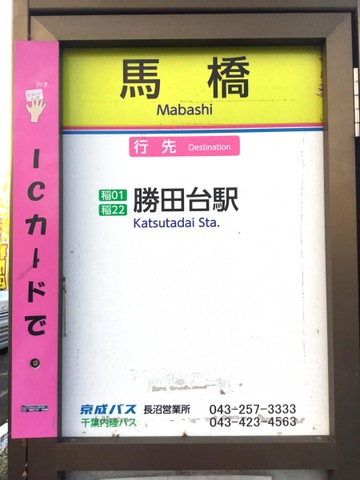 馬橋
Mabashi
行先 Destination
稲01
稲22
勝田台駅
Katsutadai Sta.
ICカードで
京成バス 長沼営業所 043-257-3333
千葉内陸バス 043-423-4563